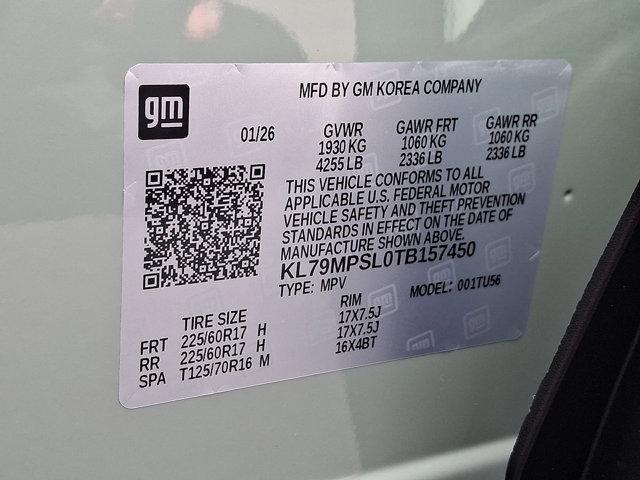 gm
MFD BY GM KOREA COMPANY
01/26
GVWR GAWR FRT GAWR RR
1930 KG 1060 KG 1060 KG
4255 LB 2336 LB 2336 LB
THIS VEHICLE CONFORMS TO ALL
APPLICABLE U.S. FEDERAL MOTOR
VEHICLE SAFETY AND THEFT PREVENTION
STANDARDS IN EFFECT ON THE DATE OF
MANUFACTURE SHOWN ABOVE.
KL79MPSL0TB157450
TYPE: MPV MODEL: 001TU56
TIRE SIZE RIM
FRT 225/60R17 H 17X7.5J
RR 225/60R17 H 17X7.5J
SPA T125/70R16 M 16X4BT